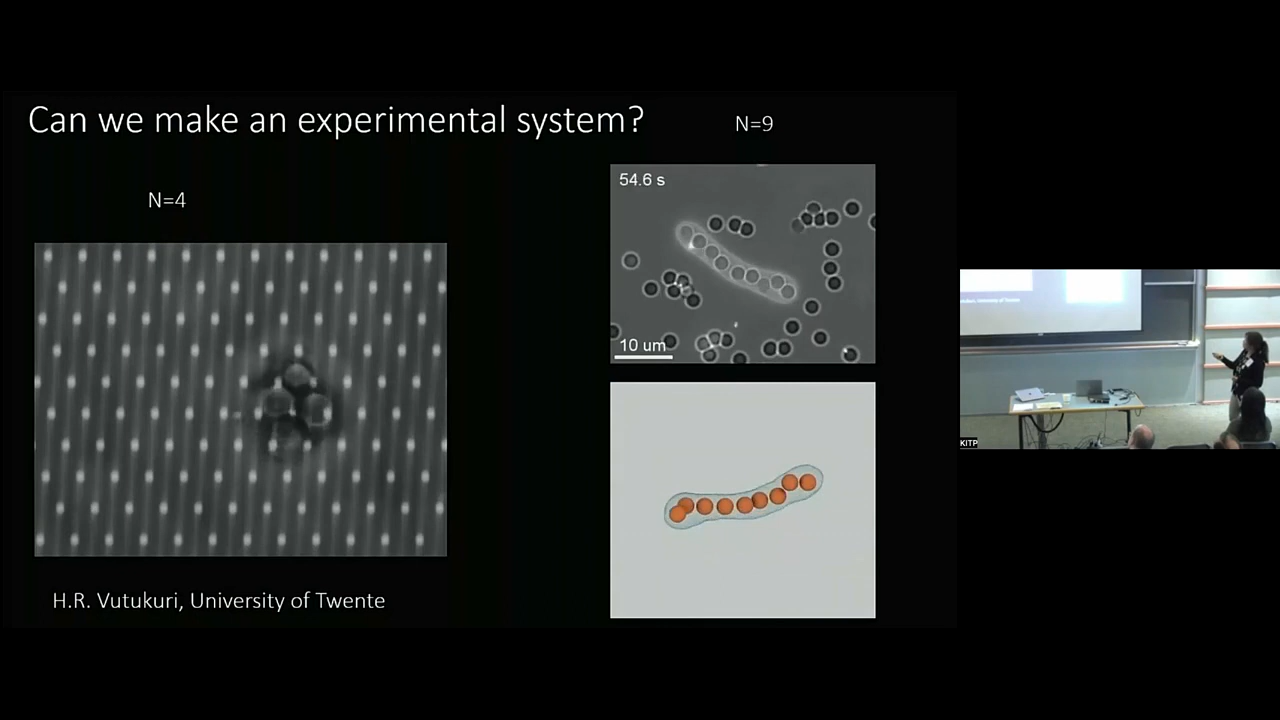 Can we make an experimental system?
N=9
N=4
54.6 s
10 um
H.R. Vutukuri, University of Twente
KITP